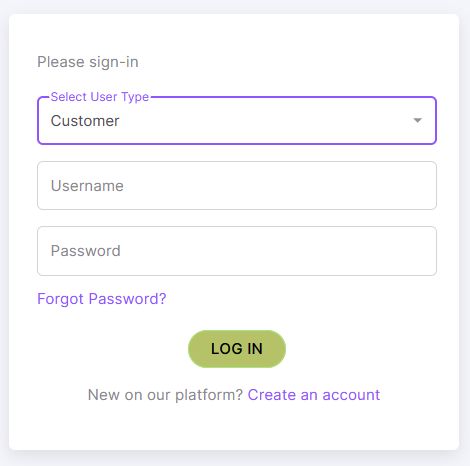 Please sign-in
Select User Type
Customer
Username
Password
Forgot Password?
LOG IN
New on our platform? Create an account